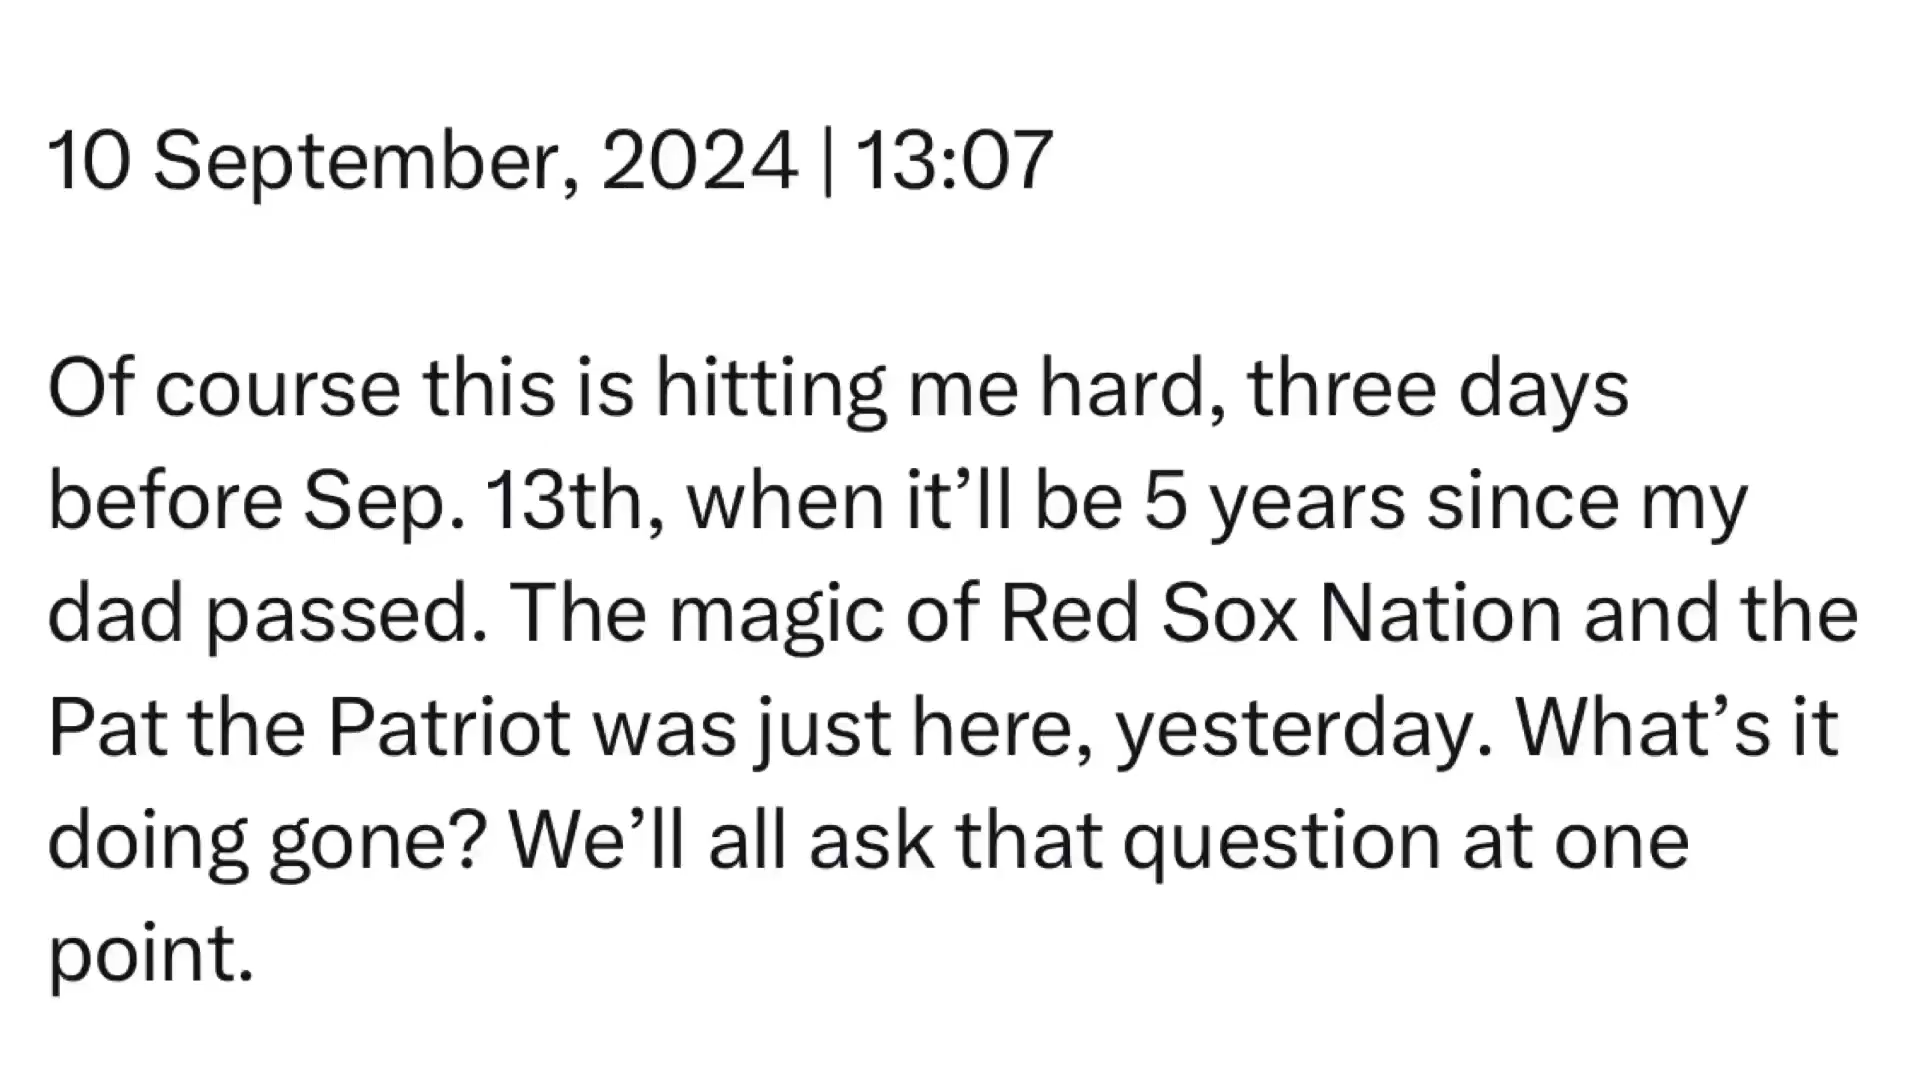 10 September, 2024 | 13:07
Of course this is hitting me hard, three days
before Sep. 13th, when it’ll be 5 years since my
dad passed. The magic of Red Sox Nation and the
Pat the Patriot was just here, yesterday. What’s it
doing gone? We’ll all ask that question at one
point.